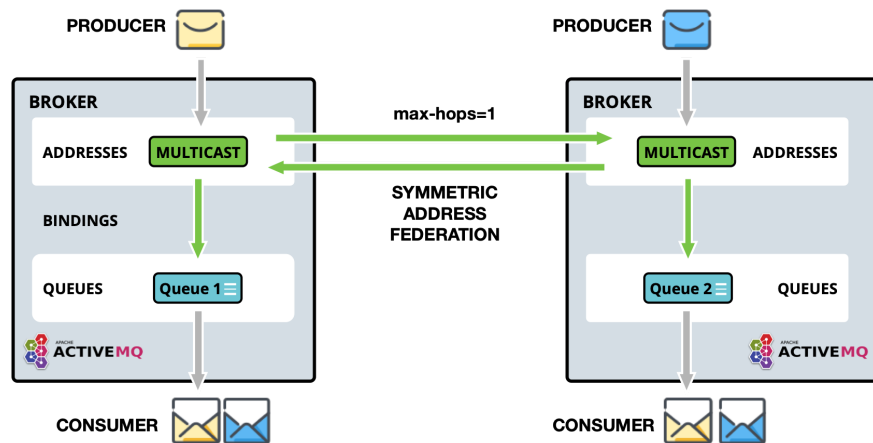 PRODUCER
PRODUCER
BROKER
BROKER
max-hops=1
ADDRESSES
MULTICAST
MULTICAST
ADDRESSES
SYMMETRIC
ADDRESS
FEDERATION
BINDINGS
QUEUES
Queue 1
Queue 2
QUEUES
APACHE
ACTIVEMQ
APACHE
ACTIVEMQ
CONSUMER
CONSUMER